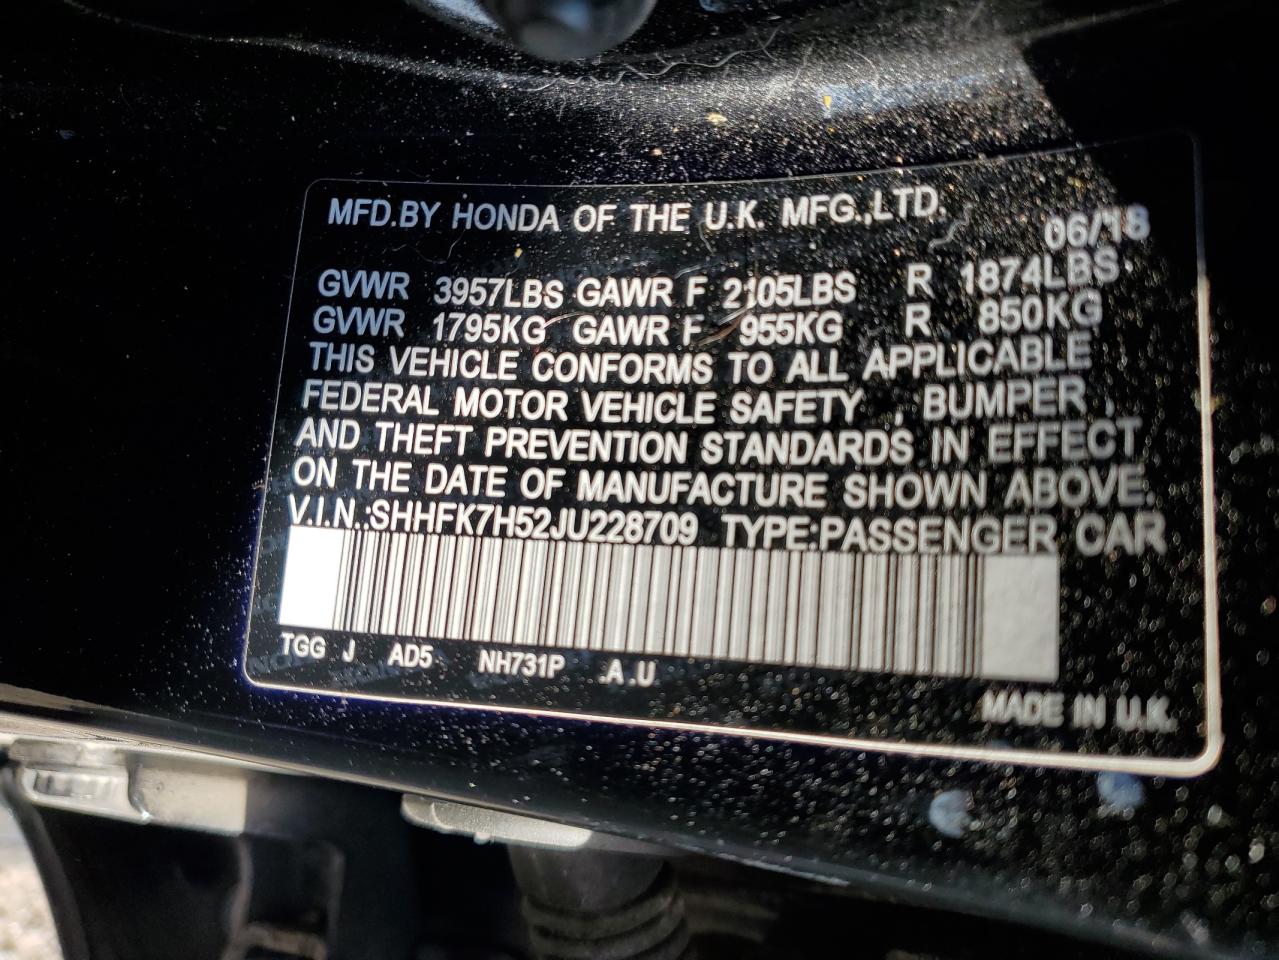 MFD.BY HONDA OF THE U.K. MFG.,LTD. 06/18
GVWR 3957LBS GAWR F 2105LBS R 1874LBS
GVWR 1795KG GAWR F 955KG R 850KG
THIS VEHICLE CONFORMS TO ALL APPLICABLE
FEDERAL MOTOR VEHICLE SAFETY , BUMPER ,
AND THEFT PREVENTION STANDARDS IN EFFECT
ON THE DATE OF MANUFACTURE SHOWN ABOVE.
V.I.N.:SHHFK7H52JU228709 TYPE:PASSENGER CAR
TGG J AD5 NH731P .A .U
MADE IN U.K.